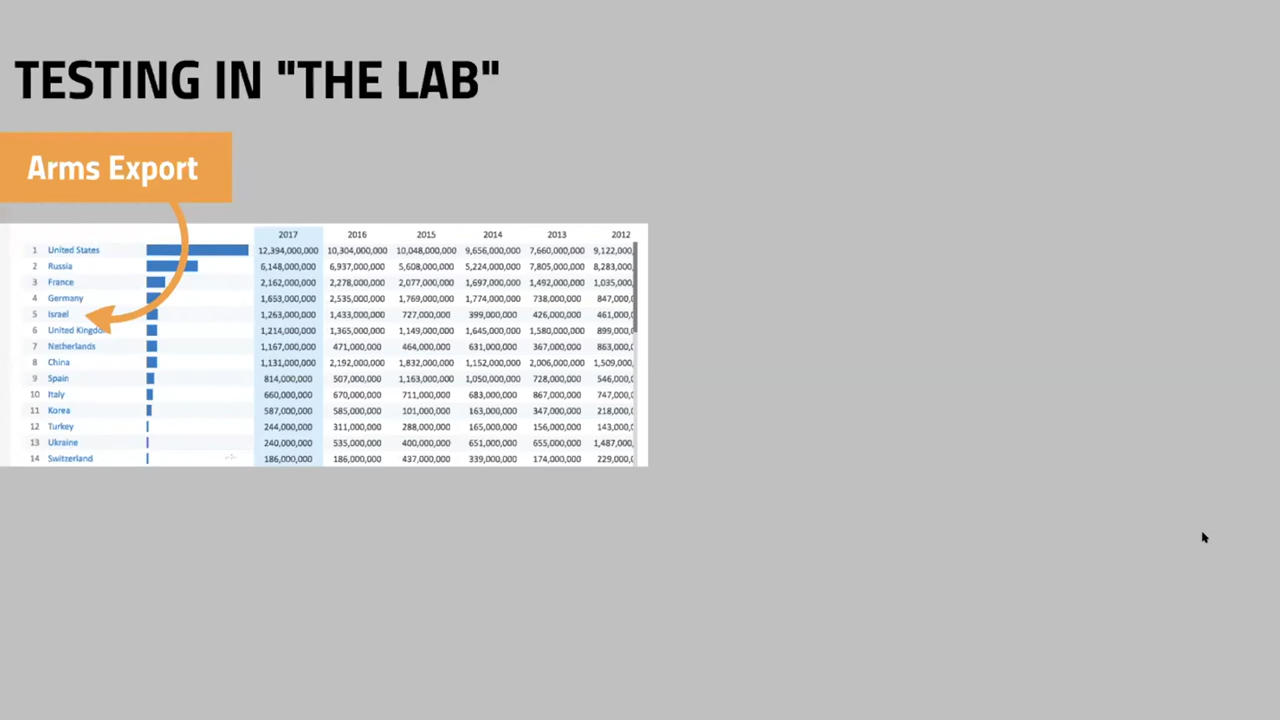 TESTING IN "THE LAB"
Arms Export
2017 2016 2015 2014 2013 2012
1 United States 12,394,000,000 10,304,000,000 10,048,000,000 9,656,000,000 7,660,000,000 9,122,000,
2 Russia 6,148,000,000 6,937,000,000 5,608,000,000 5,224,000,000 7,805,000,000 8,283,000,
3 France 2,162,000,000 2,278,000,000 2,077,000,000 1,697,000,000 1,492,000,000 1,035,000,
4 Germany 1,653,000,000 2,535,000,000 1,769,000,000 1,774,000,000 738,000,000 847,000,
5 Israel 1,263,000,000 1,433,000,000 727,000,000 399,000,000 426,000,000 461,000,
6 United Kingdo 1,214,000,000 1,365,000,000 1,149,000,000 1,645,000,000 1,580,000,000 899,000,
7 Netherlands 1,167,000,000 471,000,000 464,000,000 631,000,000 367,000,000 863,000,
8 China 1,131,000,000 2,192,000,000 1,832,000,000 1,152,000,000 2,006,000,000 1,509,000,
9 Spain 814,000,000 507,000,000 1,163,000,000 1,050,000,000 728,000,000 546,000,
10 Italy 660,000,000 670,000,000 711,000,000 683,000,000 867,000,000 747,000,
11 Korea 587,000,000 585,000,000 101,000,000 163,000,000 347,000,000 218,000,
12 Turkey 244,000,000 311,000,000 288,000,000 165,000,000 156,000,000 143,000,
13 Ukraine 240,000,000 535,000,000 400,000,000 651,000,000 655,000,000 1,487,000,
14 Switzerland 186,000,000 186,000,000 437,000,000 339,000,000 174,000,000 229,000,